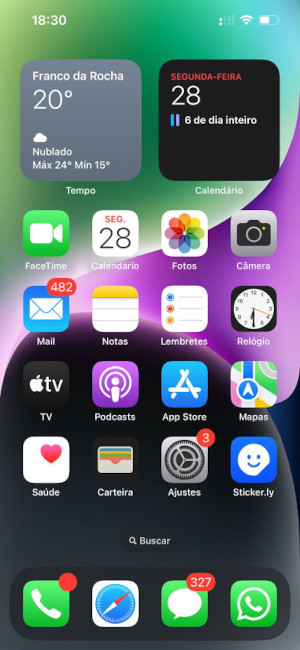 18:30
Franco da Rocha
20°
Nublado
Máx 24° Mín 15°
Tempo
SEGUNDA-FEIRA
28
6 de dia inteiro
Calendário
FaceTime
SEG.
28
Calendário
Fotos
Câmera
482
Mail
Notas
Lembretes
Relógio
tv
TV
Podcasts
App Store
Mapas
Saúde
Carteira
3
Ajustes
Sticker.ly
Buscar
327